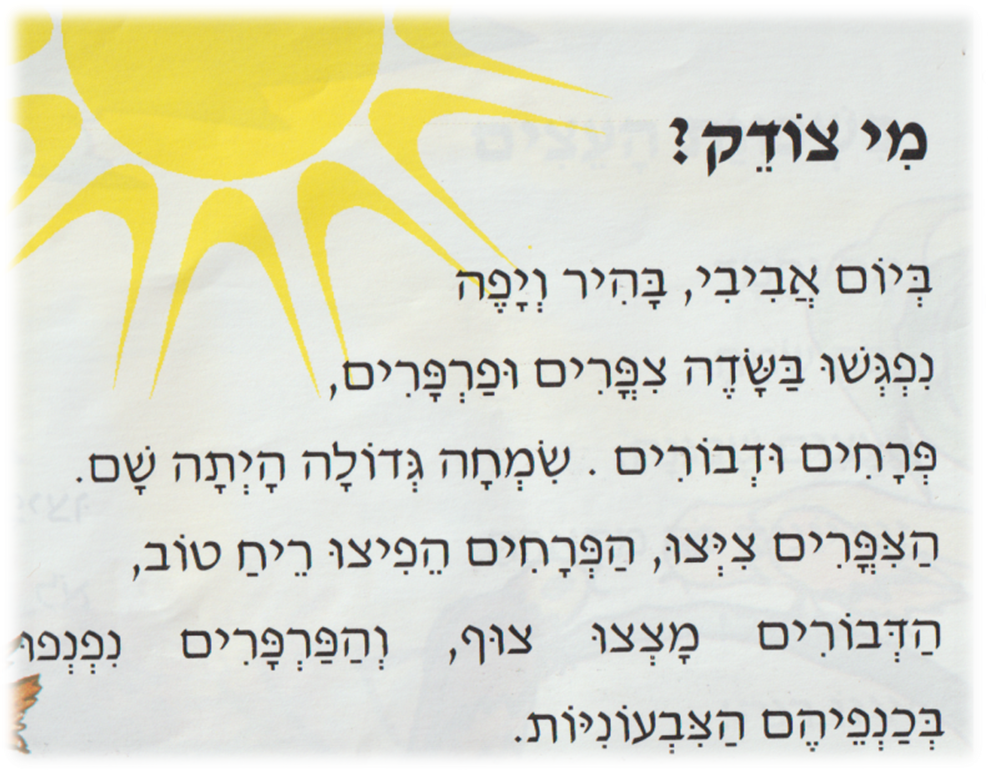 מִי צוֹדֵק?
בְּיוֹם אֲבִיבִי, בָּהִיר וְיָפֶה
נִפְגְּשׁוּ בַּשָּׂדֶה צִפֳּרִים וּפַרְפָּרִים,
פְּרָחִים וּדְבוֹרִים . שִׂמְחָה גְּדוֹלָה הָיְתָה שָׁם.
הַצִּפֳּרִים צִיְּצוּ, הַפְּרָחִים הֵפִיצוּ רֵיחַ טוֹב,
הַדְּבוֹרִים מָצְצוּ צוּף, וְהַפַּרְפָּרִים נִפְנְפוּ
בְּכַנְפֵיהֶם הַצִּבְעוֹנִיּוֹת.